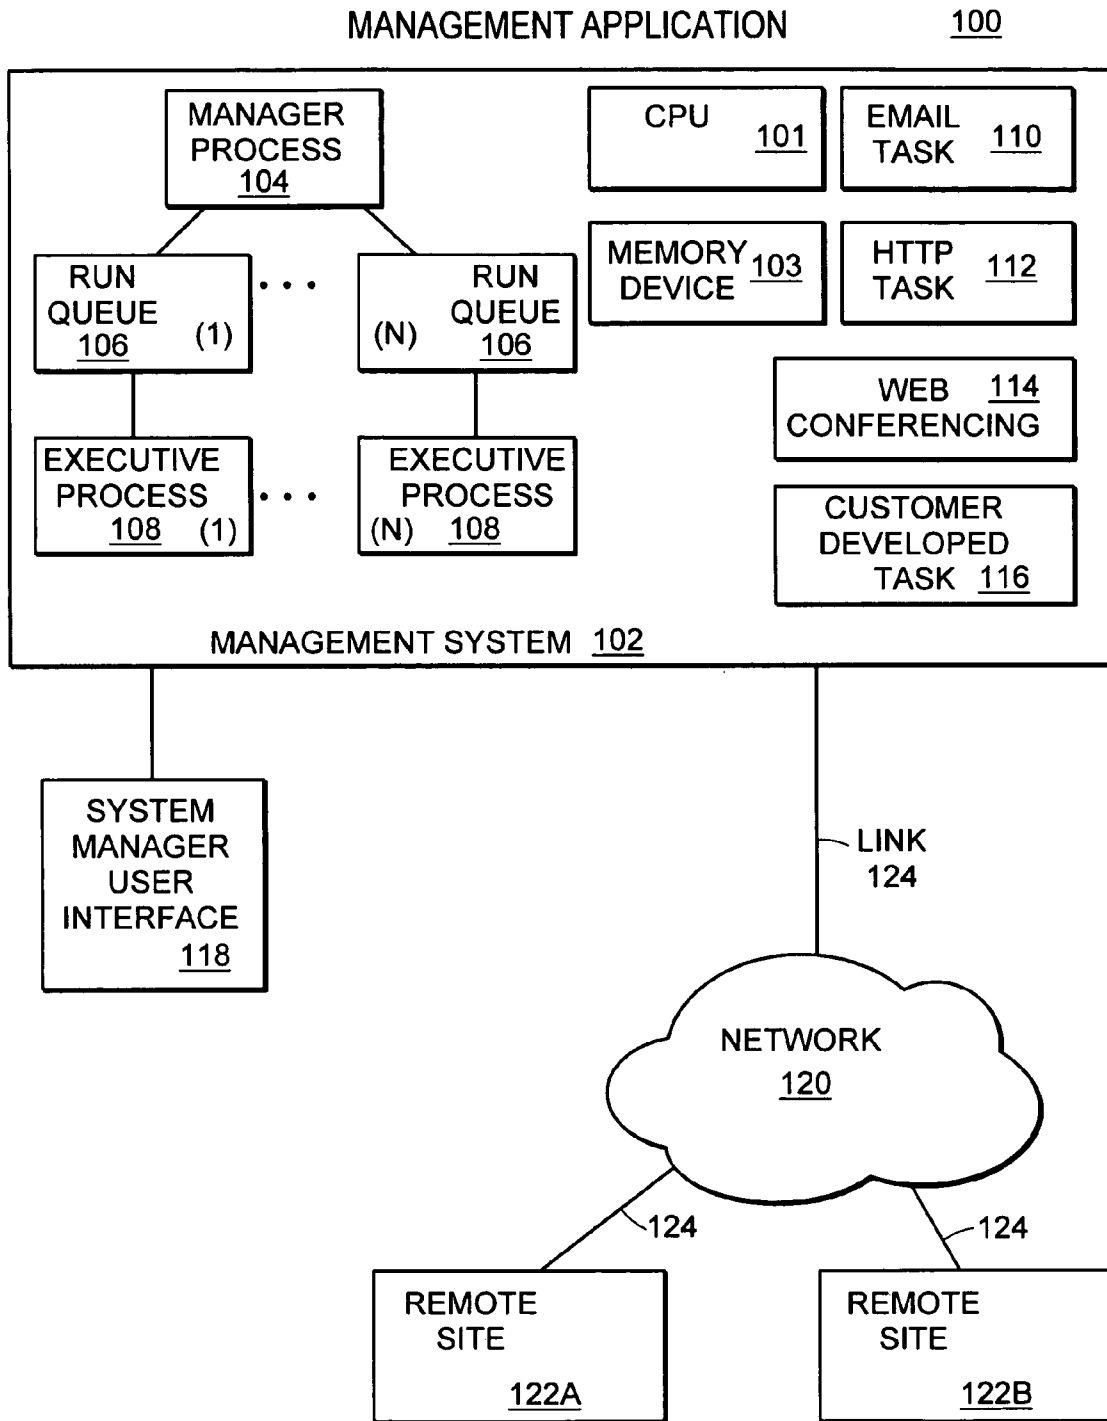 MANAGEMENT APPLICATION 100
MANAGER
PROCESS
104
CPU
101
EMAIL
TASK 110
RUN
QUEUE
106 (1)
. . .
RUN
QUEUE
(N) 106
MEMORY
DEVICE 103
HTTP
TASK 112
WEB 114
CONFERENCING
EXECUTIVE
PROCESS
108 (1)
. . .
EXECUTIVE
PROCESS
(N) 108
CUSTOMER
DEVELOPED
TASK 116
MANAGEMENT SYSTEM 102
SYSTEM
MANAGER
USER
INTERFACE
118
LINK
124
NETWORK
120
124
124
REMOTE
SITE
122A
REMOTE
SITE
122B